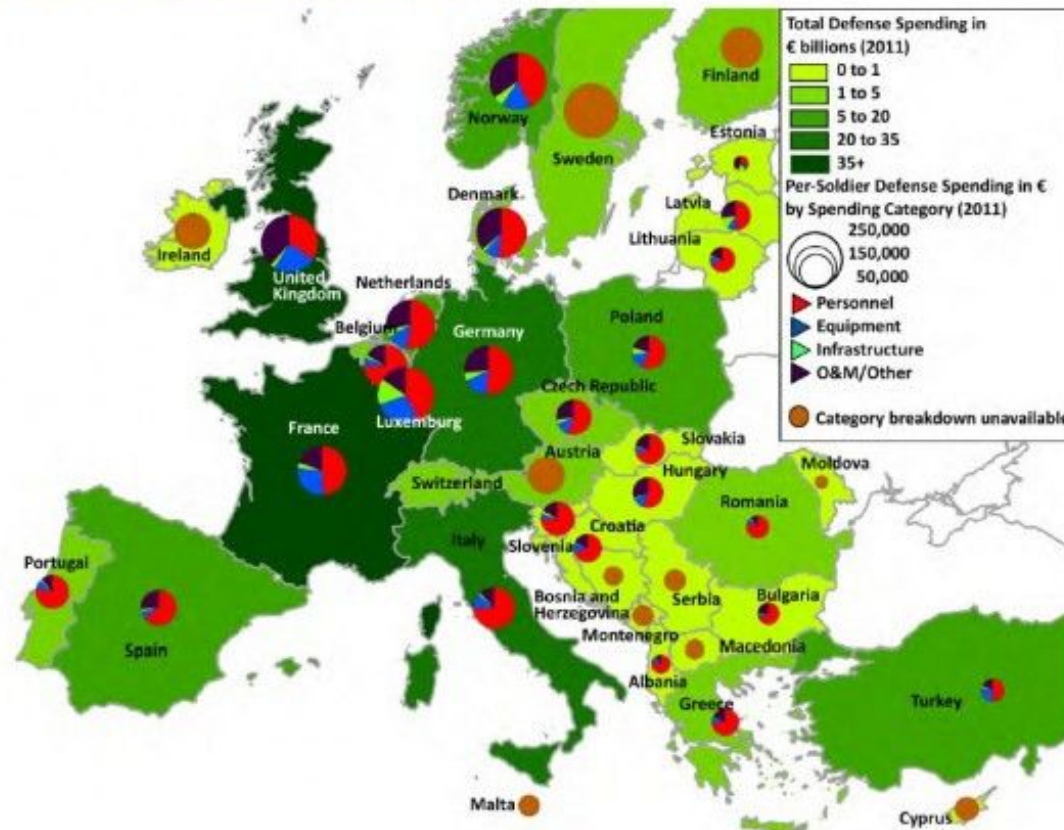 Total Defense Spending in
€ billions (2011)
0 to 1
1 to 5
5 to 20
20 to 35
35+
Per-Soldier Defense Spending in €
by Spending Category (2011)
250,000
150,000
50,000
Personnel
Equipment
Infrastructure
O&M/Other
Category breakdown unavailable
Finland
Norway
Sweden
Estonia
Denmark
Latvia
Lithuania
Ireland
United
Kingdom
Netherlands
Belgium
Germany
Poland
Luxemburg
Czech Republic
France
Slovakia
Austria
Hungary
Moldova
Switzerland
Romania
Croatia
Italy
Slovenia
Portugal
Bosnia and
Herzegovina
Serbia
Bulgaria
Montenegro
Macedonia
Spain
Albania
Greece
Turkey
Malta
Cyprus